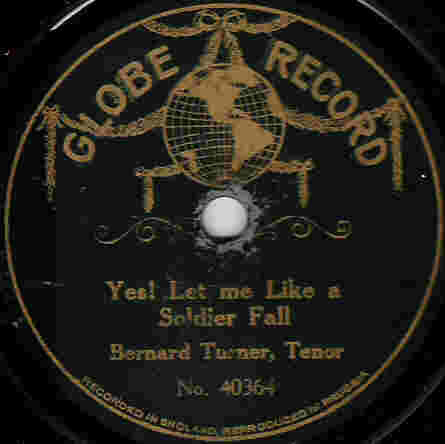 GLOBE RECORD
Yes! Let me Like a
Soldier Fall
Bernard Turner, Tenor
No. 40364
RECORDED IN ENGLAND, REPRODUCED in PRUSSIA